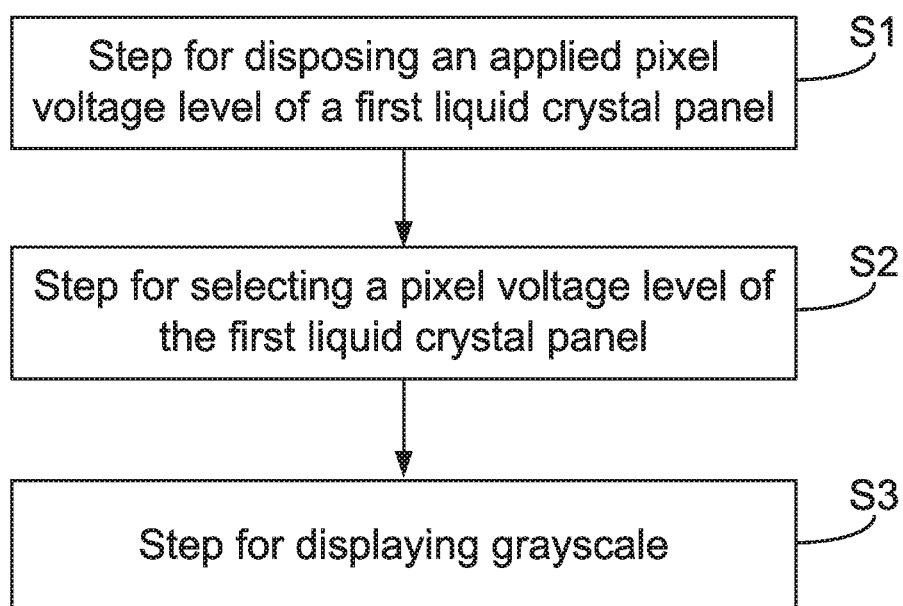 S1
Step for disposing an applied pixel
voltage level of a first liquid crystal panel
S2
Step for selecting a pixel voltage level of
the first liquid crystal panel
S3
Step for displaying grayscale